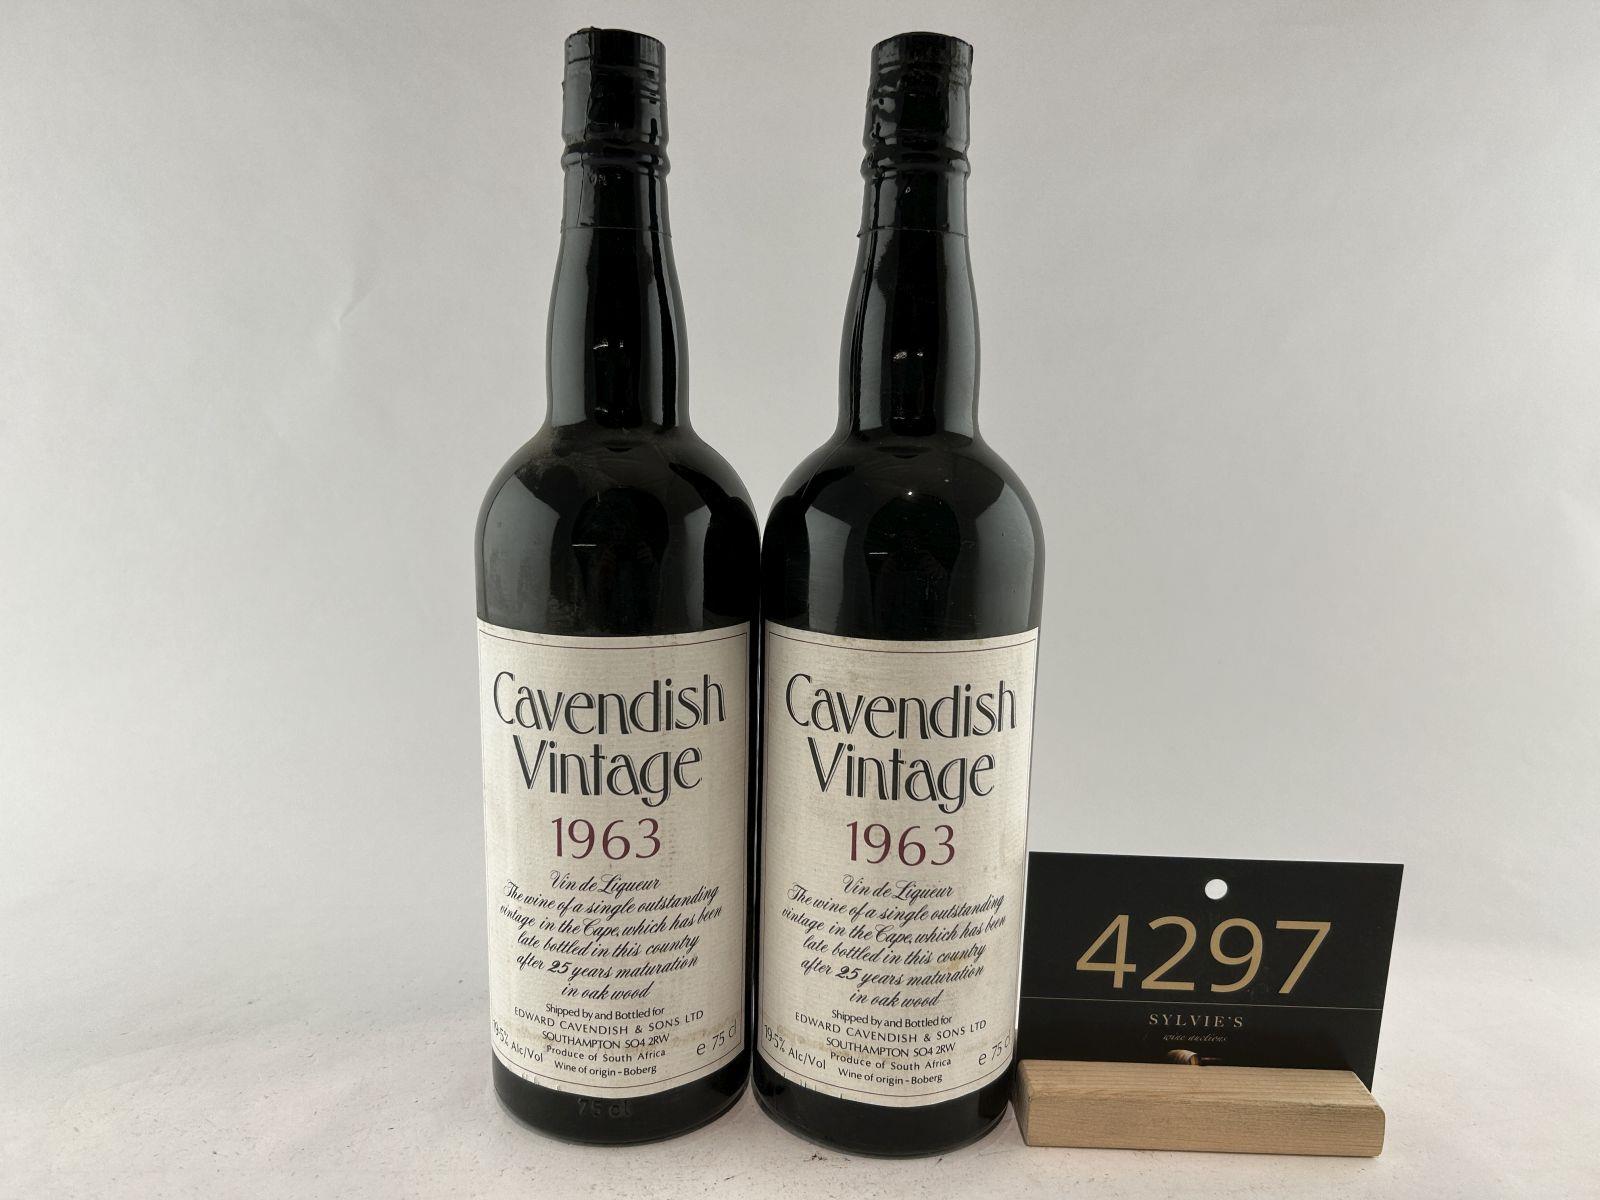 Cavendish
Vintage
1963
Vin de Liqueur
The wine of a single outstanding
vintage in the Cape, which has been
late bottled in this country
after 25 years maturation
in oak wood
Shipped by and Bottled for
EDWARD CAVENDISH & SONS LTD
SOUTHAMPTON SO4 2RW
19·5% Alc/Vol
Produce of South Africa
e 75 cl
Wine of origin - Boberg
75 cl
Cavendish
Vintage
1963
Vin de Liqueur
The wine of a single outstanding
vintage in the Cape, which has been
late bottled in this country
after 25 years maturation
in oak wood
Shipped by and Bottled for
EDWARD CAVENDISH & SONS LTD
SOUTHAMPTON SO4 2RW
19·5% Alc/Vol
Produce of South Africa
e 75 cl
Wine of origin - Boberg
4297
SYLVIE'S
wine auctions